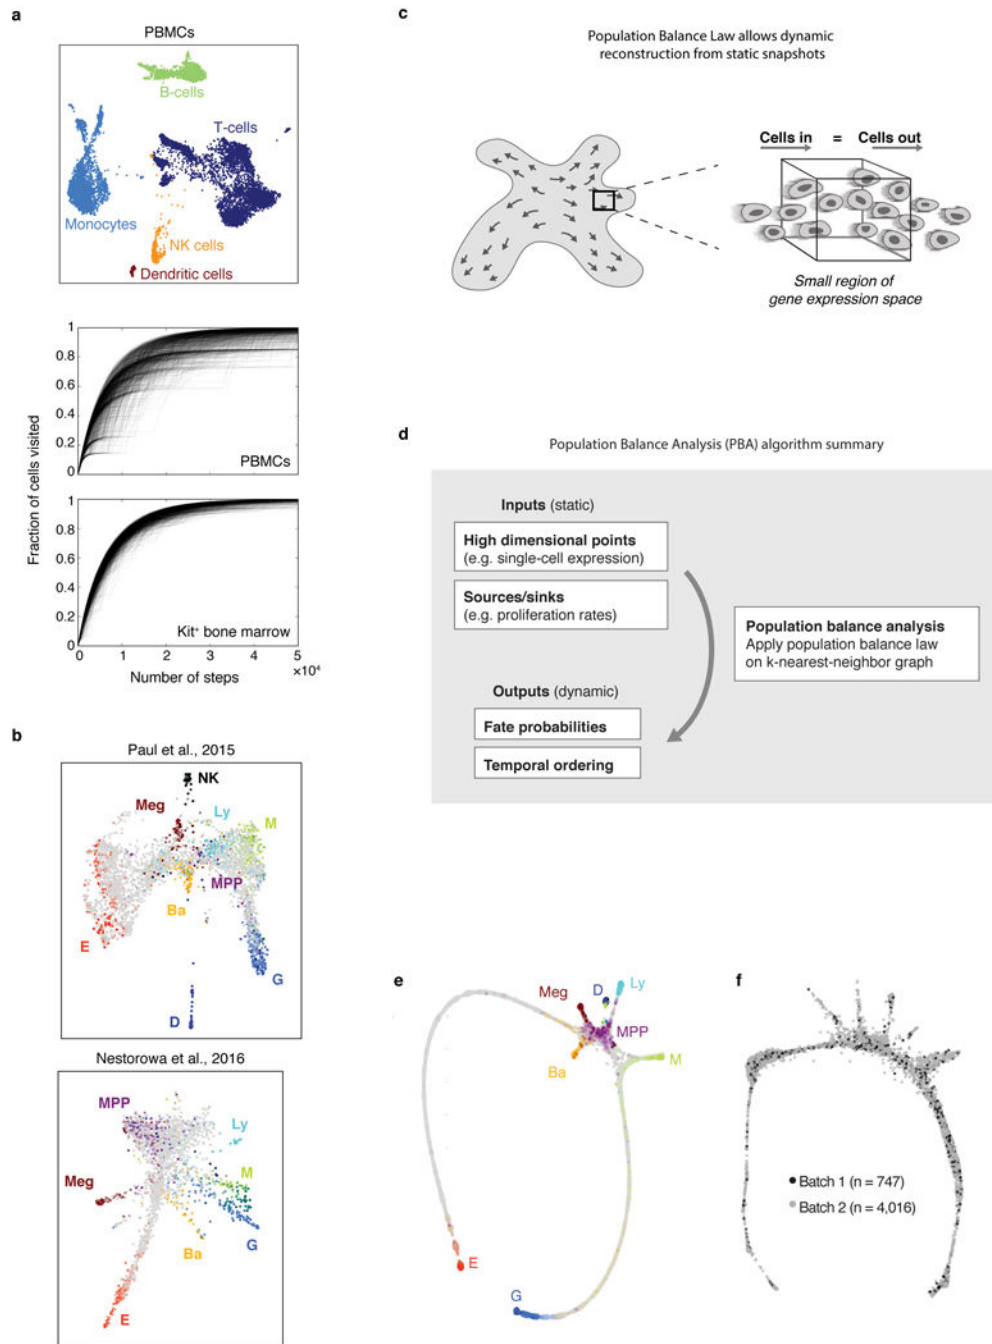 a
PBMCs
B-cells
T-cells
Monocytes
NK cells
Dendritic cells
Fraction of cells visited
1
0.8
0.6
0.4
0.2
0
PBMCs
1
0.8
0.6
0.4
0.2
0
Kit⁺ bone marrow
0 1 2 3 4 5
×10⁴
Number of steps
b
Paul et al., 2015
NK
Meg
Ly
M
MPP
Ba
E
G
D
Nestorowa et al., 2016
MPP
Ly
Meg
M
G
Ba
E
c
Population Balance Law allows dynamic
reconstruction from static snapshots
Cells in = Cells out
Small region of
gene expression space
d
Population Balance Analysis (PBA) algorithm summary
Inputs (static)
High dimensional points
(e.g. single-cell expression)
Sources/sinks
(e.g. proliferation rates)
Population balance analysis
Apply population balance law
on k-nearest-neighbor graph
Outputs (dynamic)
Fate probabilities
Temporal ordering
e
Meg
D
Ly
MPP
Ba
M
E
G
f
Batch 1 (n = 747)
Batch 2 (n = 4,016)